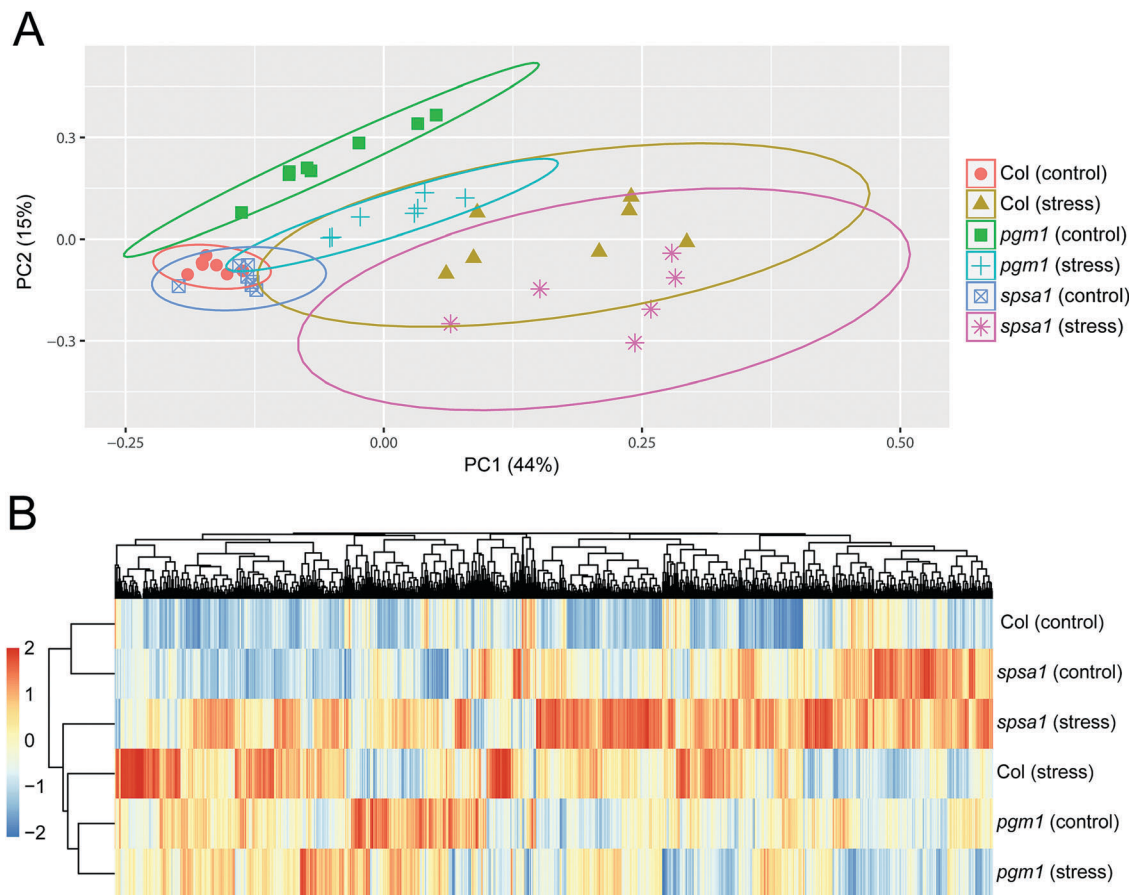 A
PC2 (15%)
0.3
0.0
−0.3
−0.25
0.00
0.25
0.50
PC1 (44%)
Col (control)
Col (stress)
pgm1 (control)
pgm1 (stress)
spsa1 (control)
spsa1 (stress)
B
2
1
0
−1
−2
Col (control)
spsa1 (control)
spsa1 (stress)
Col (stress)
pgm1 (control)
pgm1 (stress)